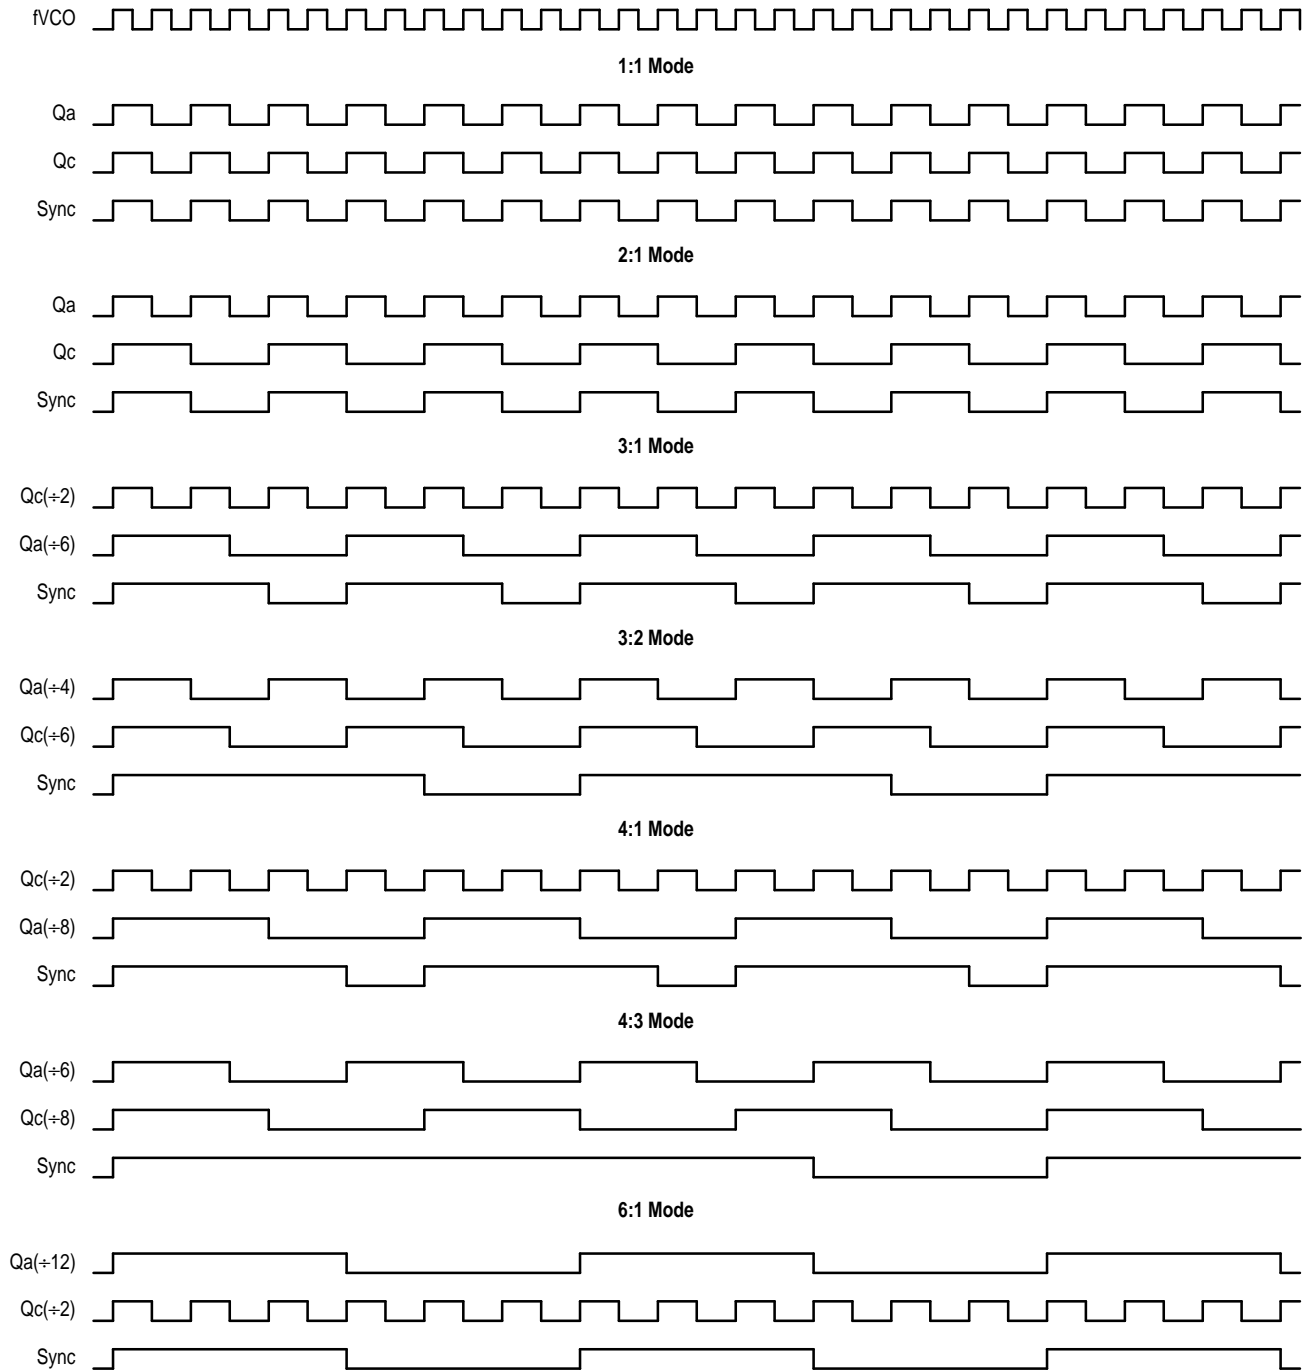 fVCO
1:1 Mode
Qa
Qc
Sync
2:1 Mode
Qa
Qc
Sync
3:1 Mode
Qc(÷2)
Qa(÷6)
Sync
3:2 Mode
Qa(÷4)
Qc(÷6)
Sync
4:1 Mode
Qc(÷2)
Qa(÷8)
Sync
4:3 Mode
Qa(÷6)
Qc(÷8)
Sync
6:1 Mode
Qa(÷12)
Qc(÷2)
Sync